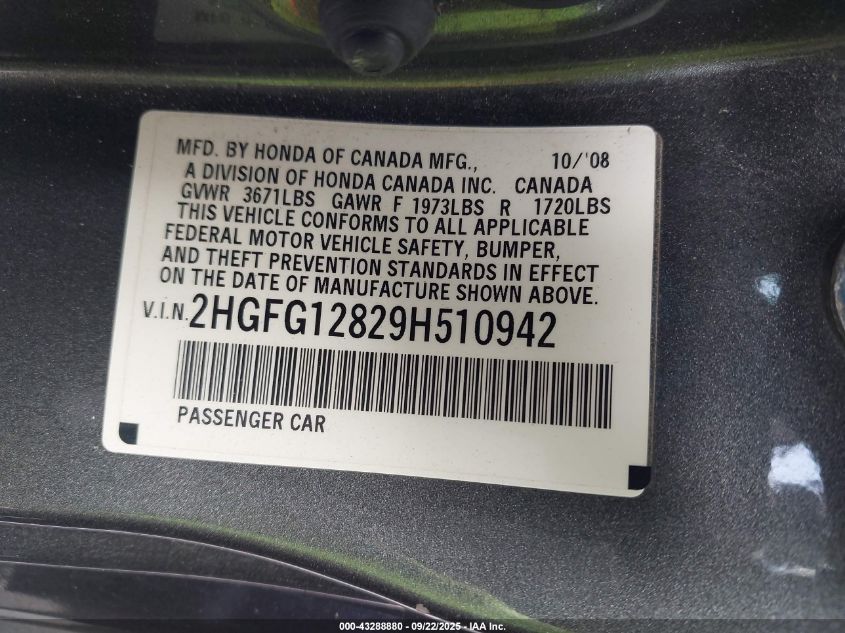 MFD. BY HONDA OF CANADA MFG., 10/'08
A DIVISION OF HONDA CANADA INC. CANADA
GVWR 3671LBS GAWR F 1973LBS R 1720LBS
THIS VEHICLE CONFORMS TO ALL APPLICABLE
FEDERAL MOTOR VEHICLE SAFETY, BUMPER,
AND THEFT PREVENTION STANDARDS IN EFFECT
ON THE DATE OF MANUFACTURE SHOWN ABOVE.
V.I.N. 2HGFG12829H510942
PASSENGER CAR
000-43288880 - 09/22/2025 - IAA Inc.